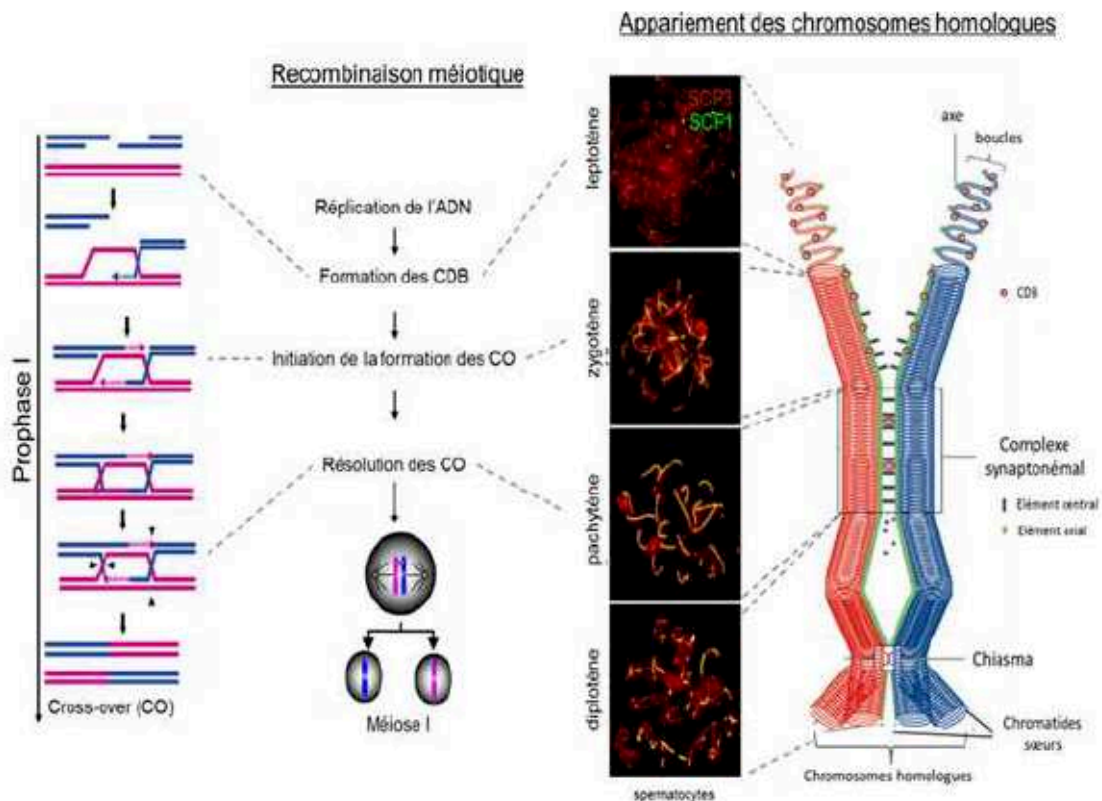 Appariement des chromosomes homologues
Recombinaison méiotique
Prophase I
Cross-over (CO)
Réplication de l'ADN
Formation des CDB
Initiation de la formation des CO
Résolution des CO
Méiose I
leptotène
SCP3
SCP1
zygotène
pachytène
diplotène
spermatocytes
axe
boucles
CDB
Complexe
synaptonémal
Elément central
Elément axial
Chiasma
Chromatides
sœurs
Chromosomes homologues